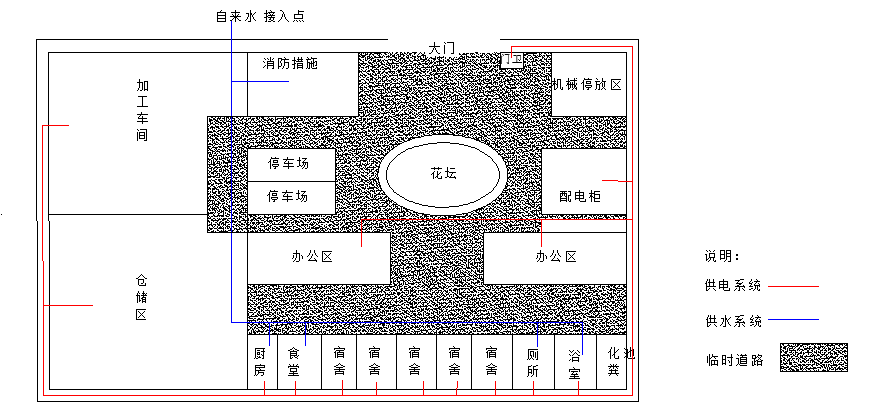 自来水 接入点
大门
消防措施
门卫
机械停放区
加工车间
停车场
停车场
花坛
配电柜
办公区
办公区
仓储区
厨房
食堂
宿舍
宿舍
宿舍
宿舍
宿舍
厕所
浴室
化粪池
说明：
供电系统
供水系统
临时道路